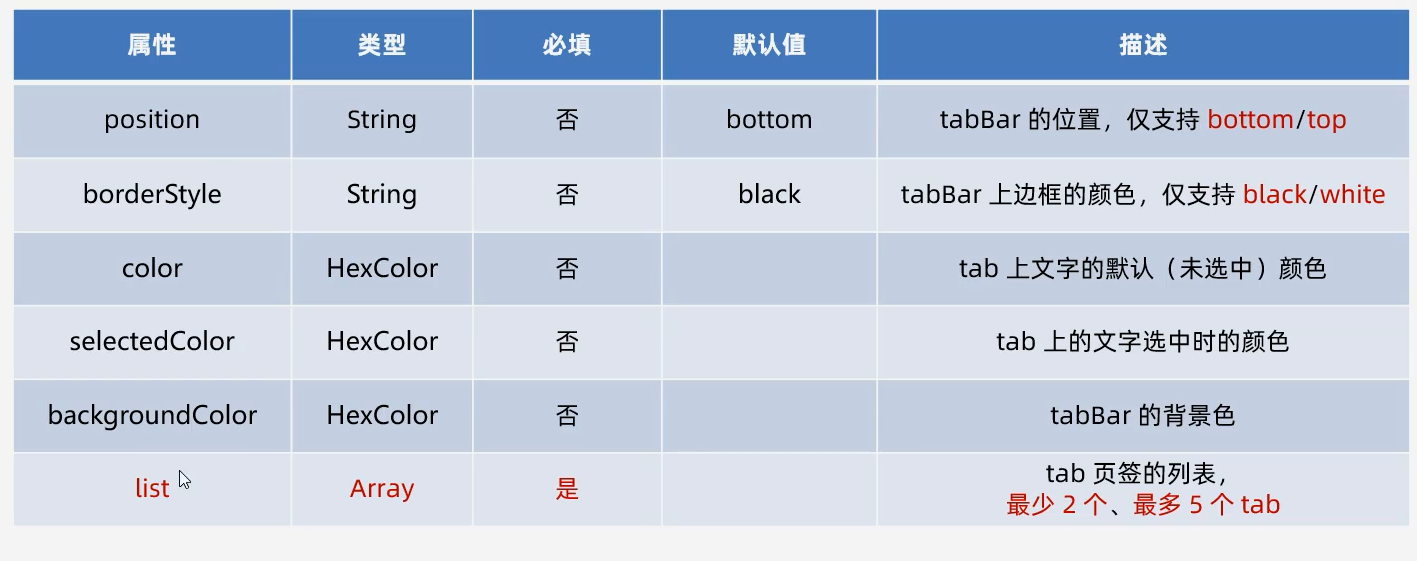 属性 类型 必填 默认值 描述
position String 否 bottom tabBar 的位置，仅支持 bottom/top
borderStyle String 否 black tabBar 上边框的颜色，仅支持 black/white
color HexColor 否 tab 上文字的默认（未选中）颜色
selectedColor HexColor 否 tab 上的文字选中时的颜色
backgroundColor HexColor 否 tabBar 的背景色
list Array 是 tab 页签的列表，
最少 2 个、最多 5 个 tab